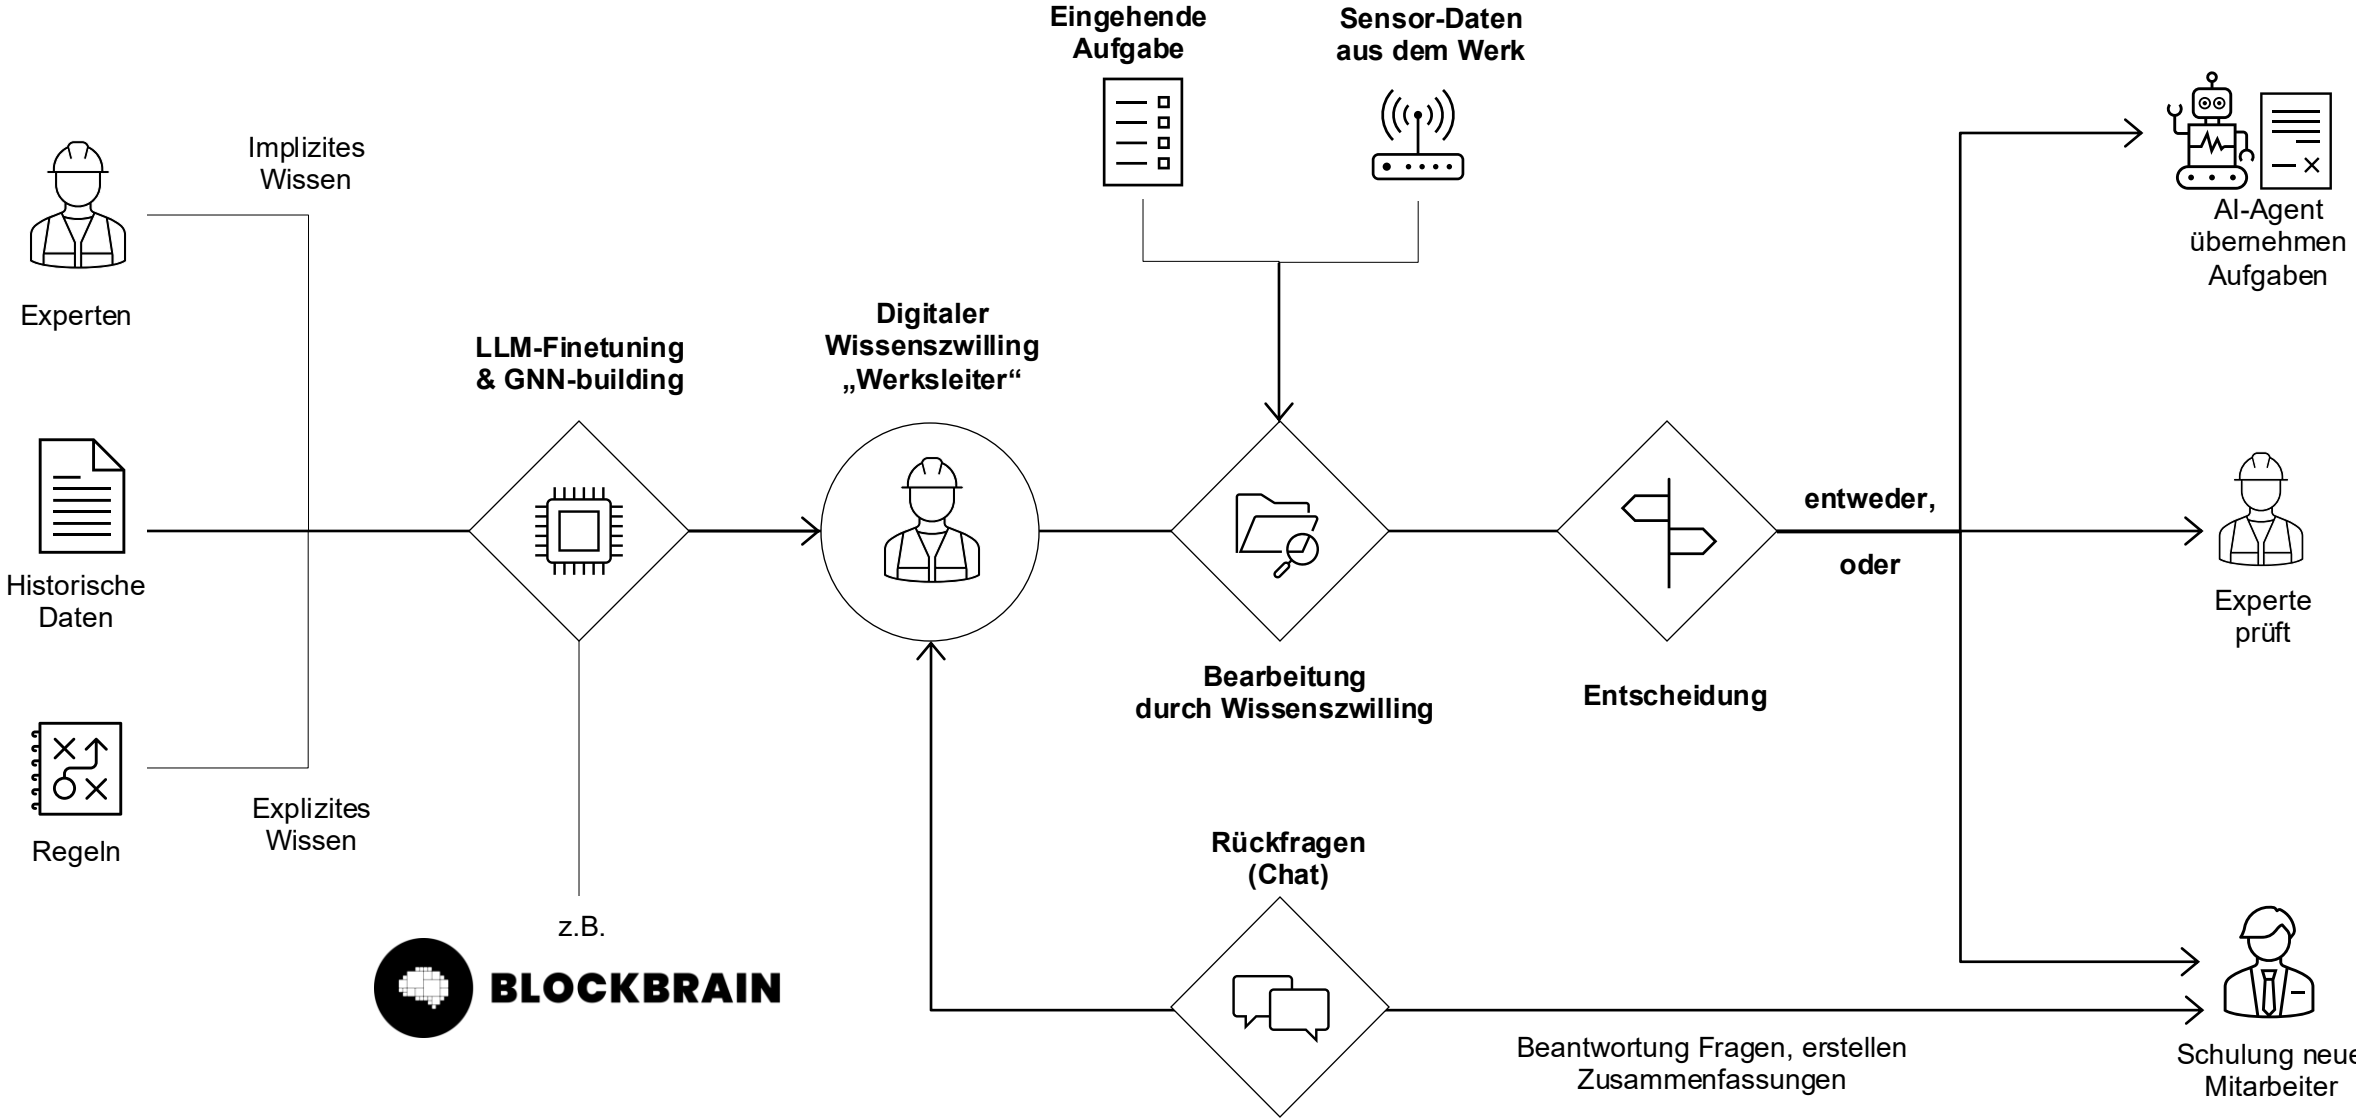 Eingehende
Aufgabe
Sensor-Daten
aus dem Werk
Implizites
Wissen
Experten
AI-Agent
übernehmen
Aufgaben
LLM-Finetuning
& GNN-building
Digitaler
Wissenszwilling
„Werksleiter“
entweder,
oder
Historische
Daten
Experte
prüft
Bearbeitung
durch Wissenszwilling
Entscheidung
Explizites
Wissen
Regeln
Rückfragen
(Chat)
z.B.
BLOCKBRAIN
Beantwortung Fragen, erstellen
Zusammenfassungen
Schulung neue
Mitarbeiter